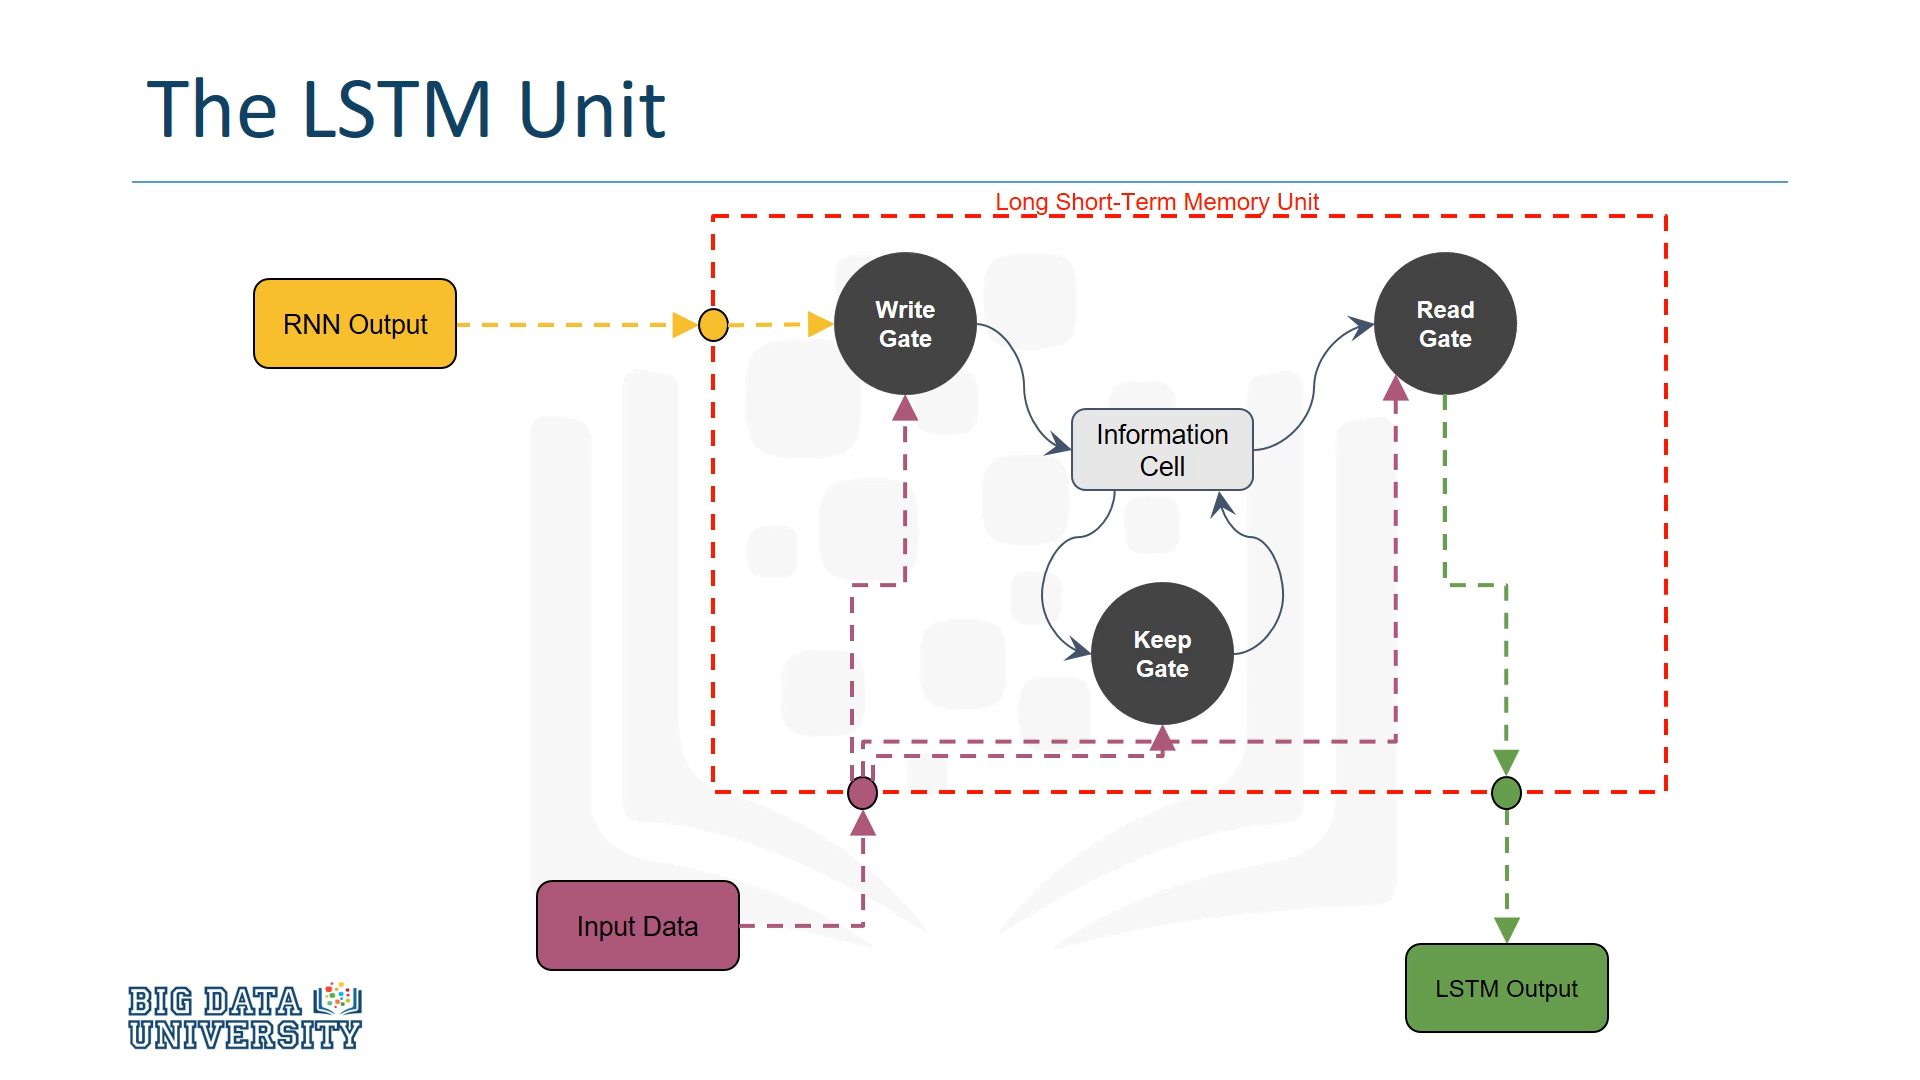 The LSTM Unit
Long Short-Term Memory Unit
RNN Output
Write
Gate
Read
Gate
Information
Cell
Keep
Gate
Input Data
LSTM Output
BIG DATA
UNIVERSITY